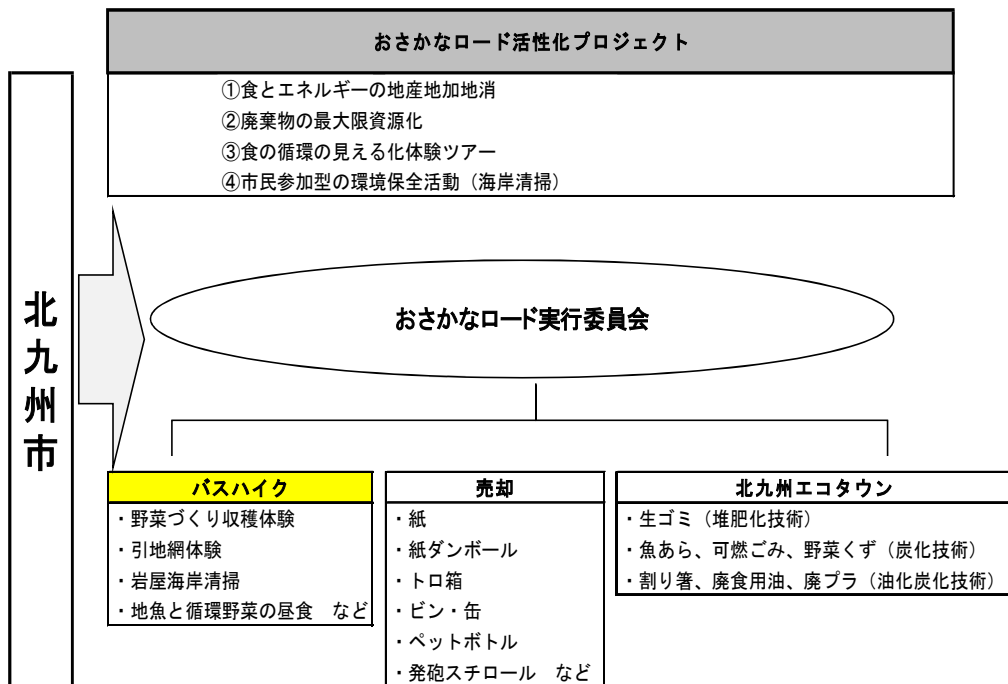 おさかなロード活性化プロジェクト
①食とエネルギーの地産地加地消
②廃棄物の最大限資源化
③食の循環の見える化体験ツアー
④市民参加型の環境保全活動（海岸清掃）
北九州市
おさかなロード実行委員会
バスハイク
・野菜づくり収穫体験
・引地網体験
・岩屋海岸清掃
・地魚と循環野菜の昼食　など
売却
・紙
・紙ダンボール
・トロ箱
・ビン・缶
・ペットボトル
・発砲スチロール　など
北九州エコタウン
・生ゴミ（堆肥化技術）
・魚あら、可燃ごみ、野菜くず（炭化技術）
・割り箸、廃食用油、廃プラ（油化炭化技術）